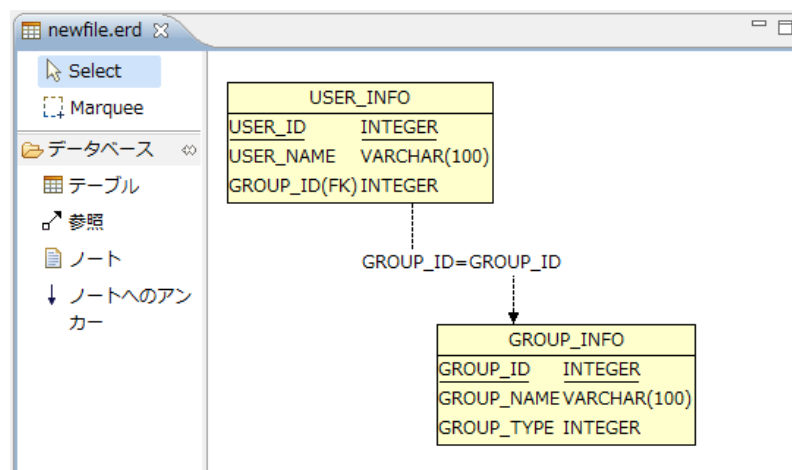 newfile.erd
Select
Marquee
データベース
テーブル
参照
ノート
ノートへのアン
カー
USER_INFO
USER_ID INTEGER
USER_NAME VARCHAR(100)
GROUP_ID(FK) INTEGER
GROUP_ID=GROUP_ID
GROUP_INFO
GROUP_ID INTEGER
GROUP_NAME VARCHAR(100)
GROUP_TYPE INTEGER